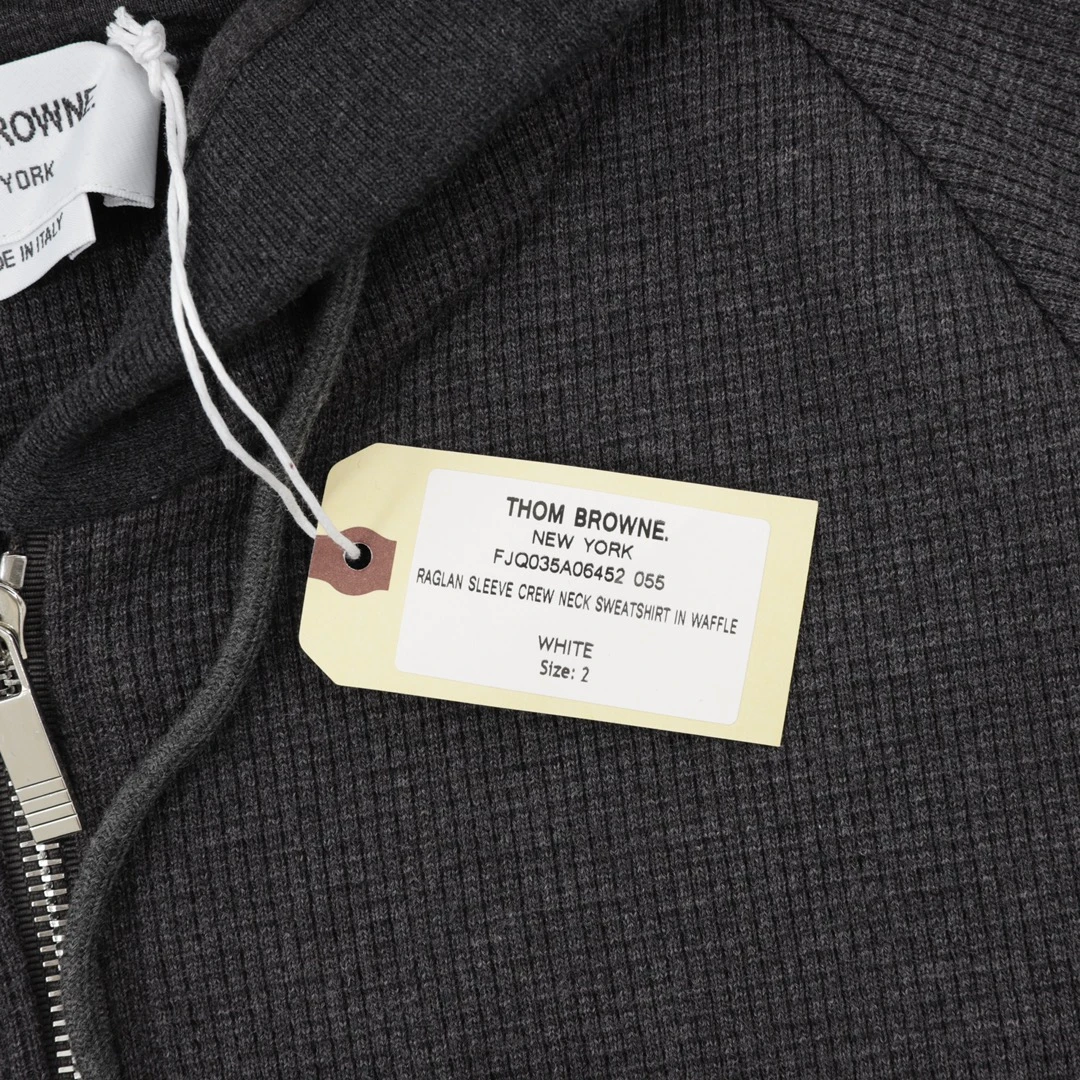 ROWNE
YORK
DE IN ITALY
THOM BROWNE.
NEW YORK
FJQ035A06452 055
RAGLAN SLEEVE CREW NECK SWEATSHIRT IN WAFFLE
WHITE
Size: 2